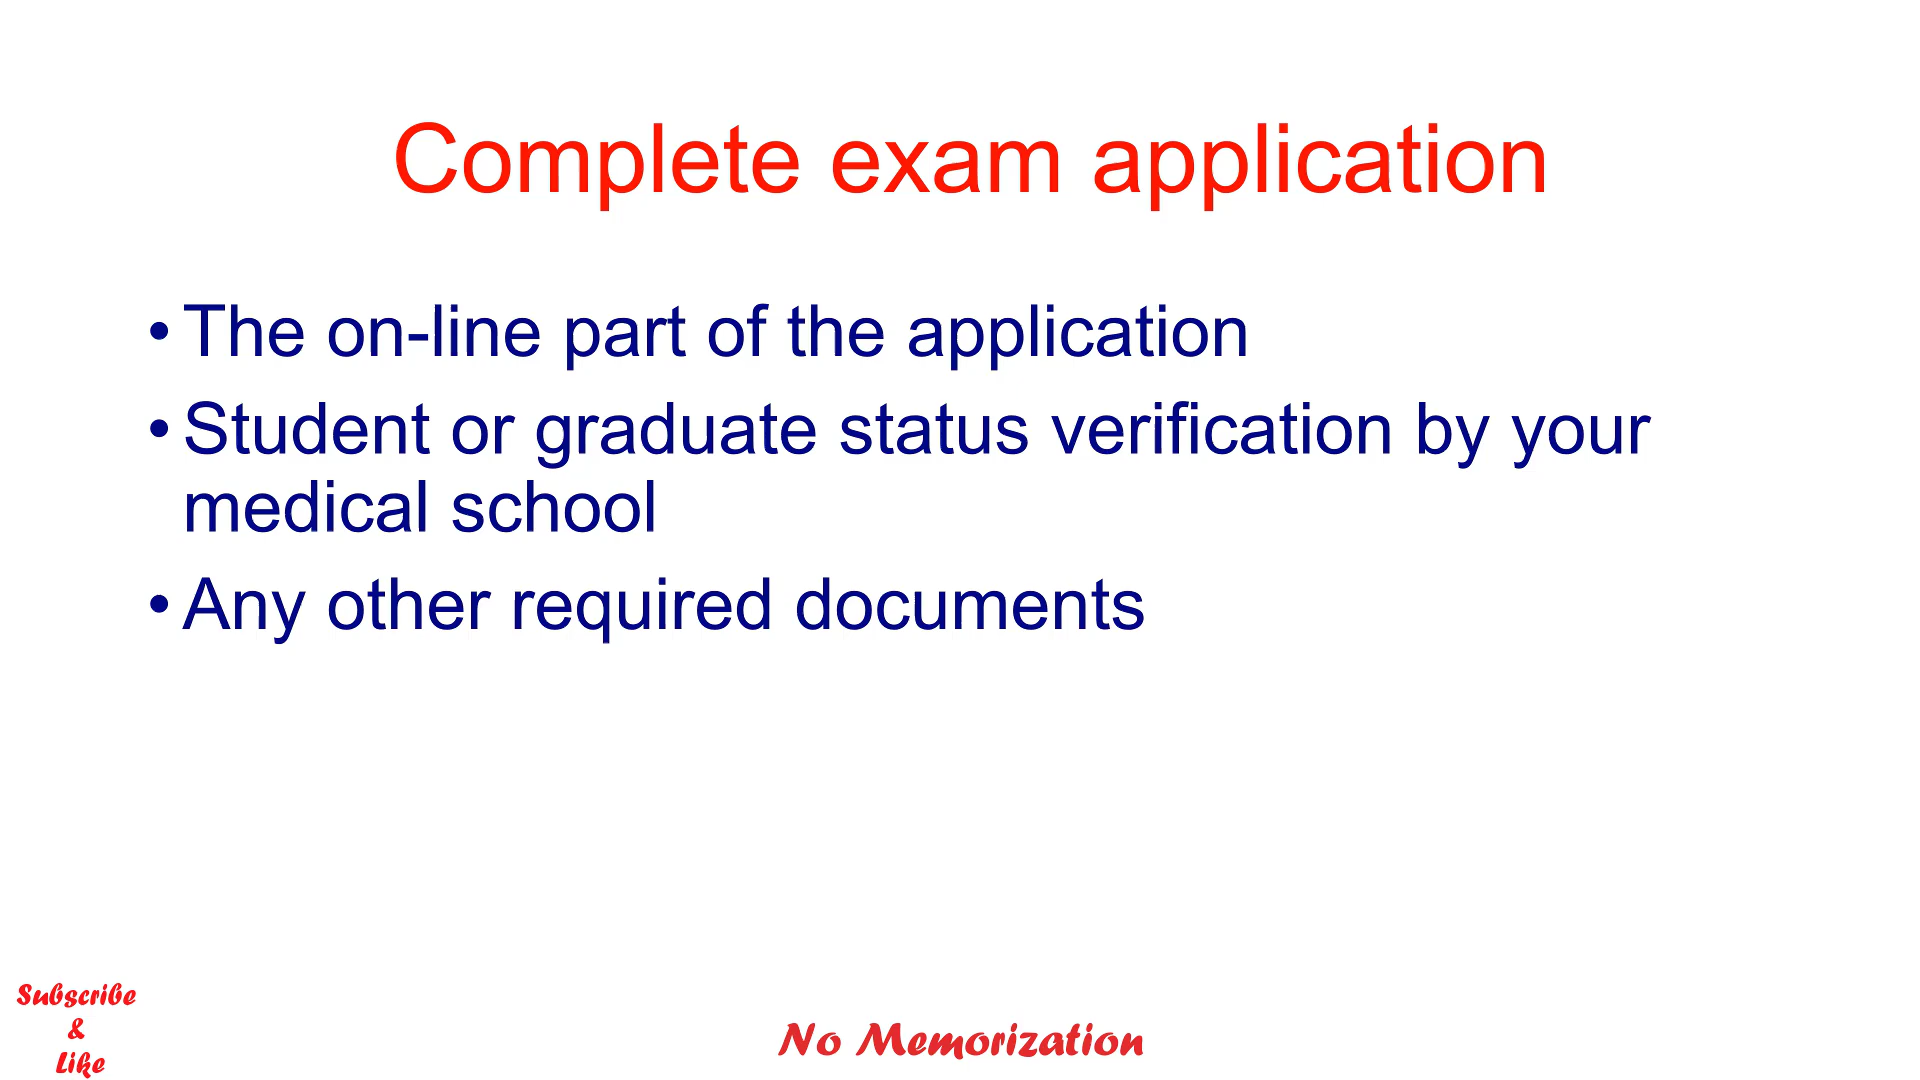 Complete exam application
• The on-line part of the application
• Student or graduate status verification by your
medical school
• Any other required documents
Subscribe
&
Like
No Memorization